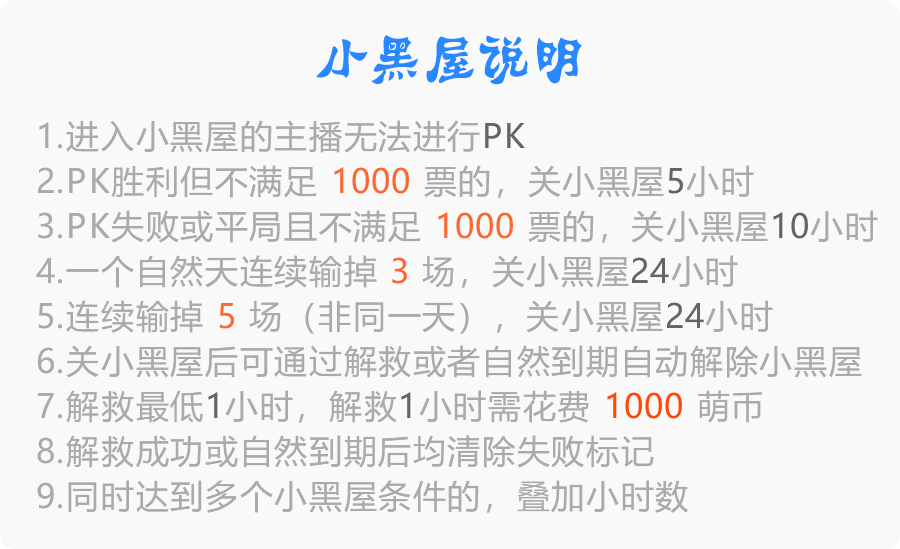 小黑屋说明
1.进入小黑屋的主播无法进行PK
2.PK胜利但不满足 1000 票的，关小黑屋5小时
3.PK失败或平局且不满足 1000 票的，关小黑屋10小时
4.一个自然天连续输掉 3 场，关小黑屋24小时
5.连续输掉 5 场（非同一天），关小黑屋24小时
6.关小黑屋后可通过解救或者自然到期自动解除小黑屋
7.解救最低1小时，解救1小时需花费 1000 萌币
8.解救成功或自然到期后均清除失败标记
9.同时达到多个小黑屋条件的，叠加小时数